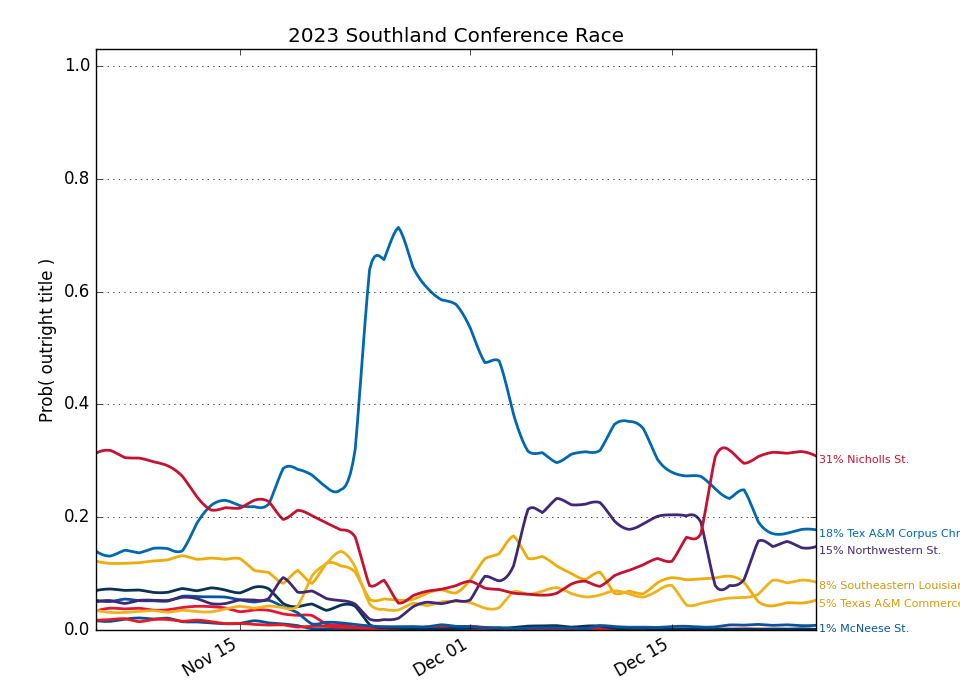 2023 Southland Conference Race
Prob( outright title )
1.0
0.8
0.6
0.4
0.2
0.0
Nov 15
Dec 01
Dec 15
31% Nicholls St.
18% Tex A&M Corpus Chr
15% Northwestern St.
8% Southeastern Louisian
5% Texas A&M Commerce
1% McNeese St.